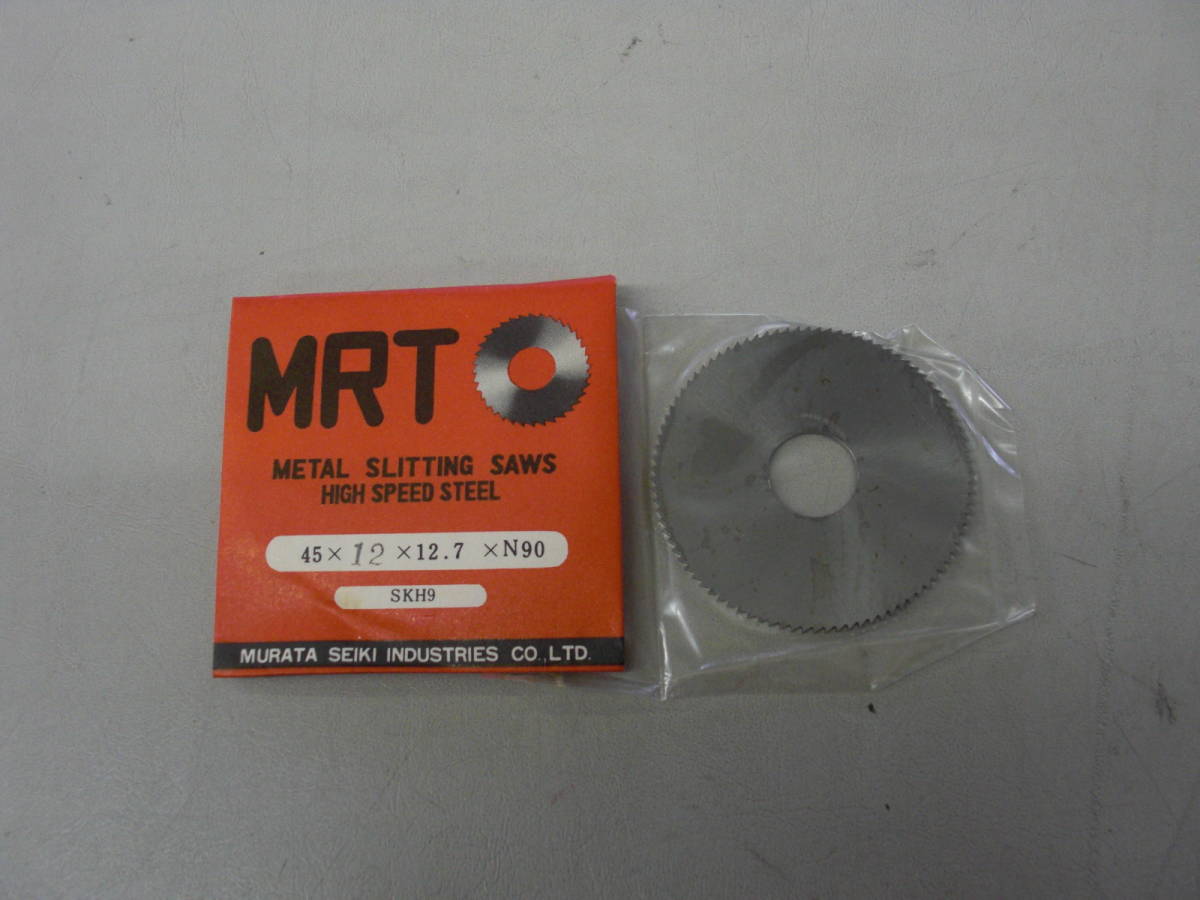 MRT
METAL SLITTING SAWS
HIGH SPEED STEEL
45 × 12 × 12.7 × N90
SKH9
MURATA SEIKI INDUSTRIES CO.,LTD.